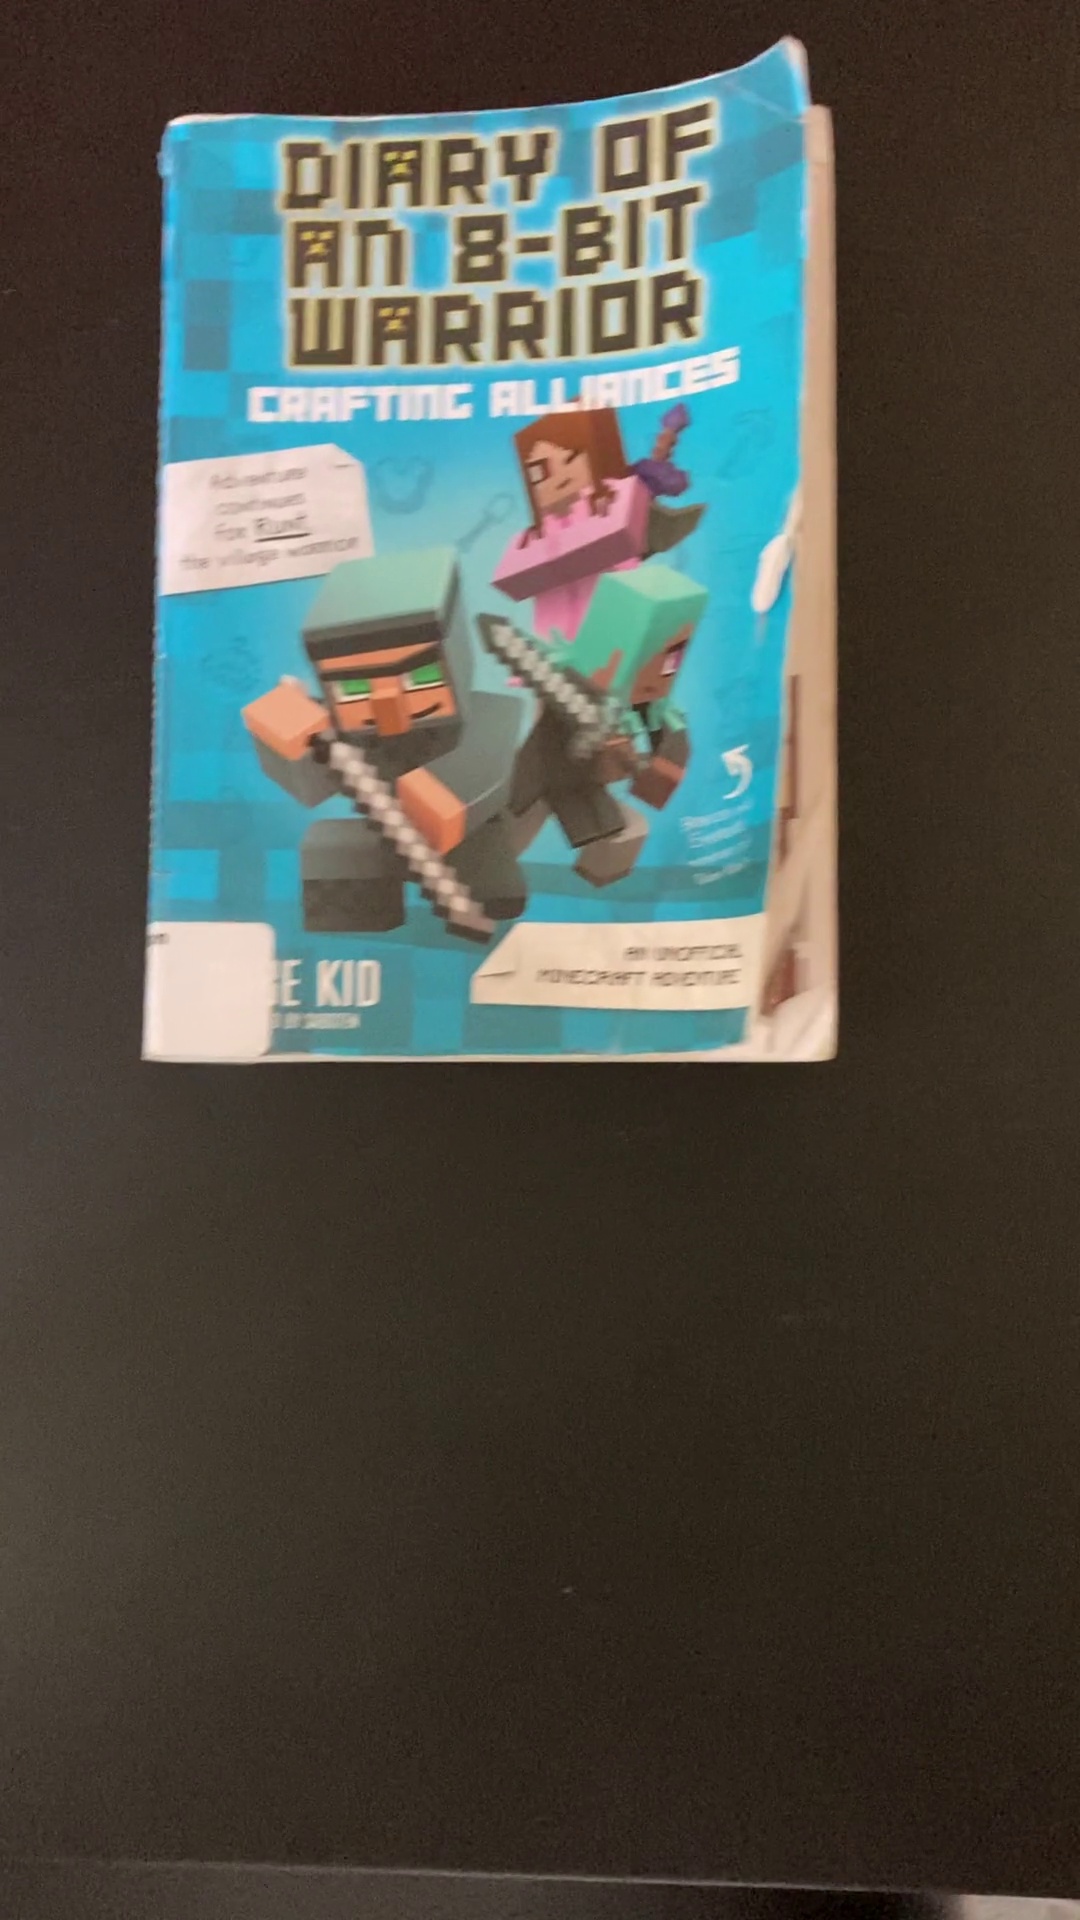 DIARY OF
AN 8-BIT
WARRIOR
CRAFTING ALLIANCES
Adventure
continues
for Runt,
the village warrior
GE KID
AN UNOFFICIAL
MINECRAFT ADVENTURE